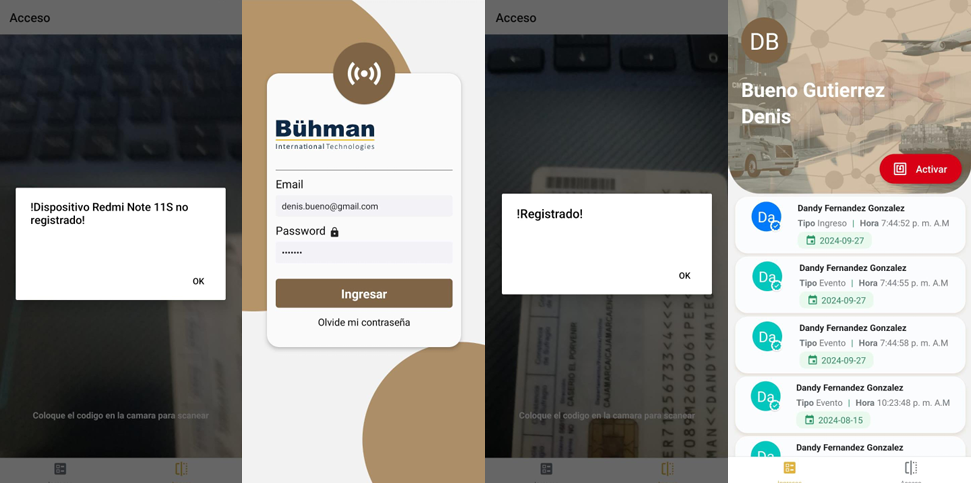 Acceso
!Dispositivo Redmi Note 11S no
registrado!
OK
Coloque el codigo en la camara para scanear
Bühman
International Technologies
Email
denis.bueno@gmail.com
Password
•••••••
Ingresar
Olvide mi contraseña
Acceso
!Registrado!
OK
Coloque el codigo en la camara para scanear
DB
Bueno Gutierrez
Denis
Activar
Da
Dandy Fernandez Gonzalez
Tipo Ingreso | Hora 7:44:52 p. m. A.M
2024-09-27
Da
Dandy Fernandez Gonzalez
Tipo Evento | Hora 7:44:55 p. m. A.M
2024-09-27
Da
Dandy Fernandez Gonzalez
Tipo Evento | Hora 7:44:58 p. m. A.M
2024-09-27
Da
Dandy Fernandez Gonzalez
Tipo Evento | Hora 10:23:48 p. m. A.M
2024-08-15
Dandy Fernandez Gonzalez